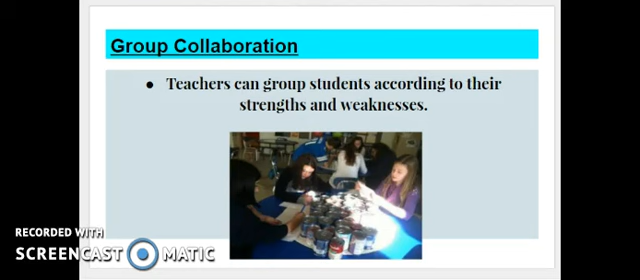 Group Collaboration
● Teachers can group students according to their
strengths and weaknesses.
RECORDED WITH
SCREENCAST MATIC